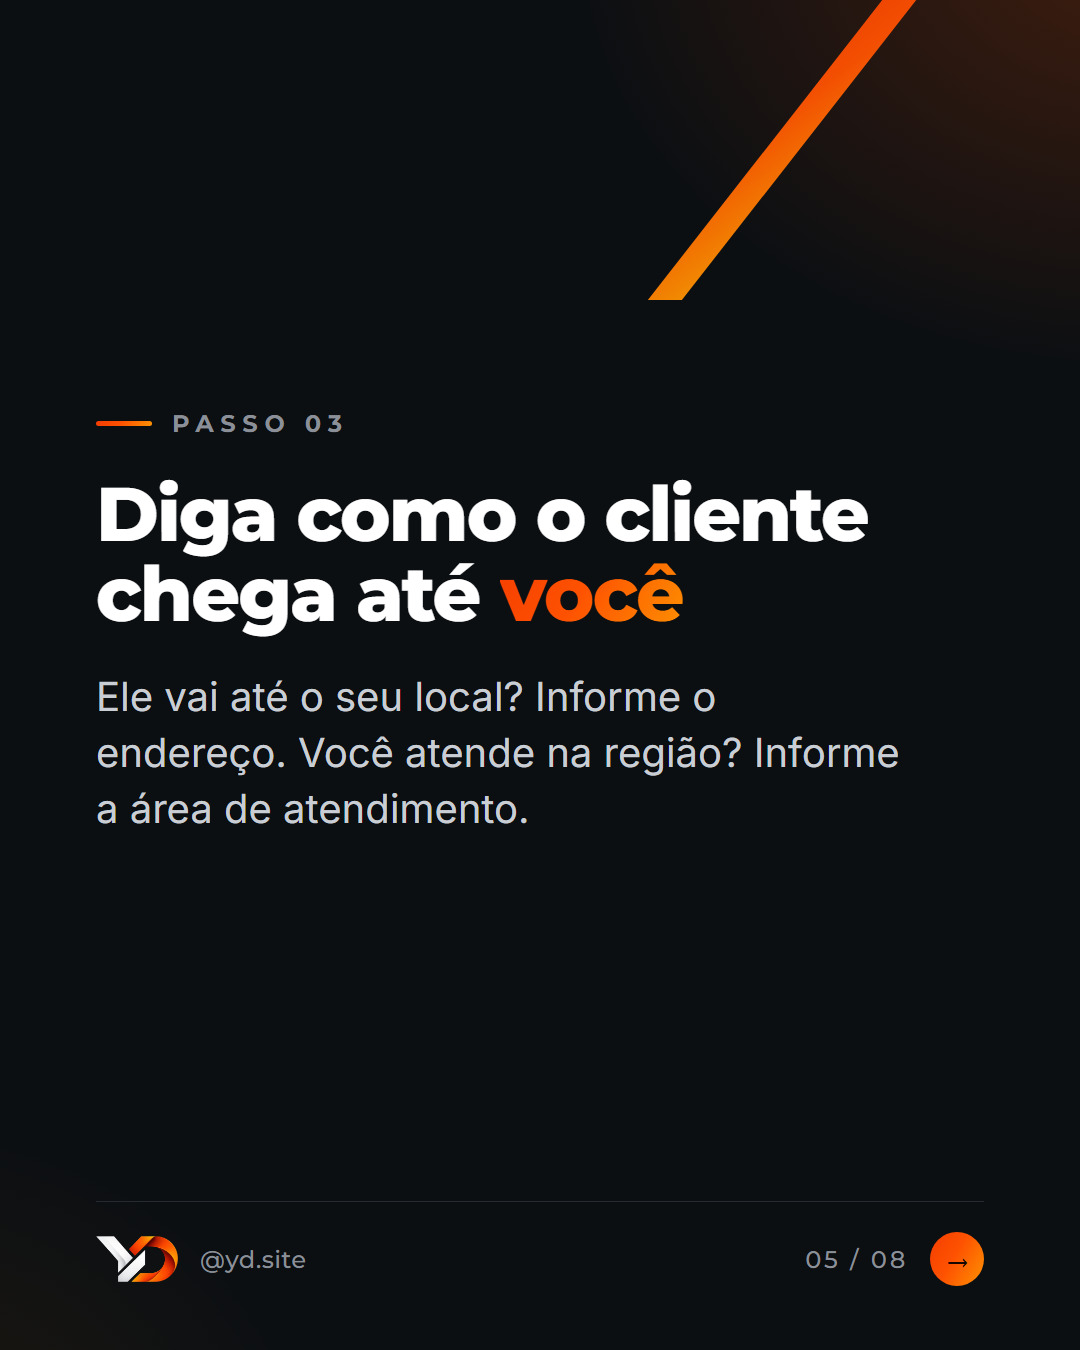 PASSO 03
Diga como o cliente
chega até você
Ele vai até o seu local? Informe o
endereço. Você atende na região? Informe
a área de atendimento.
YD @yd.site
05 / 08 →